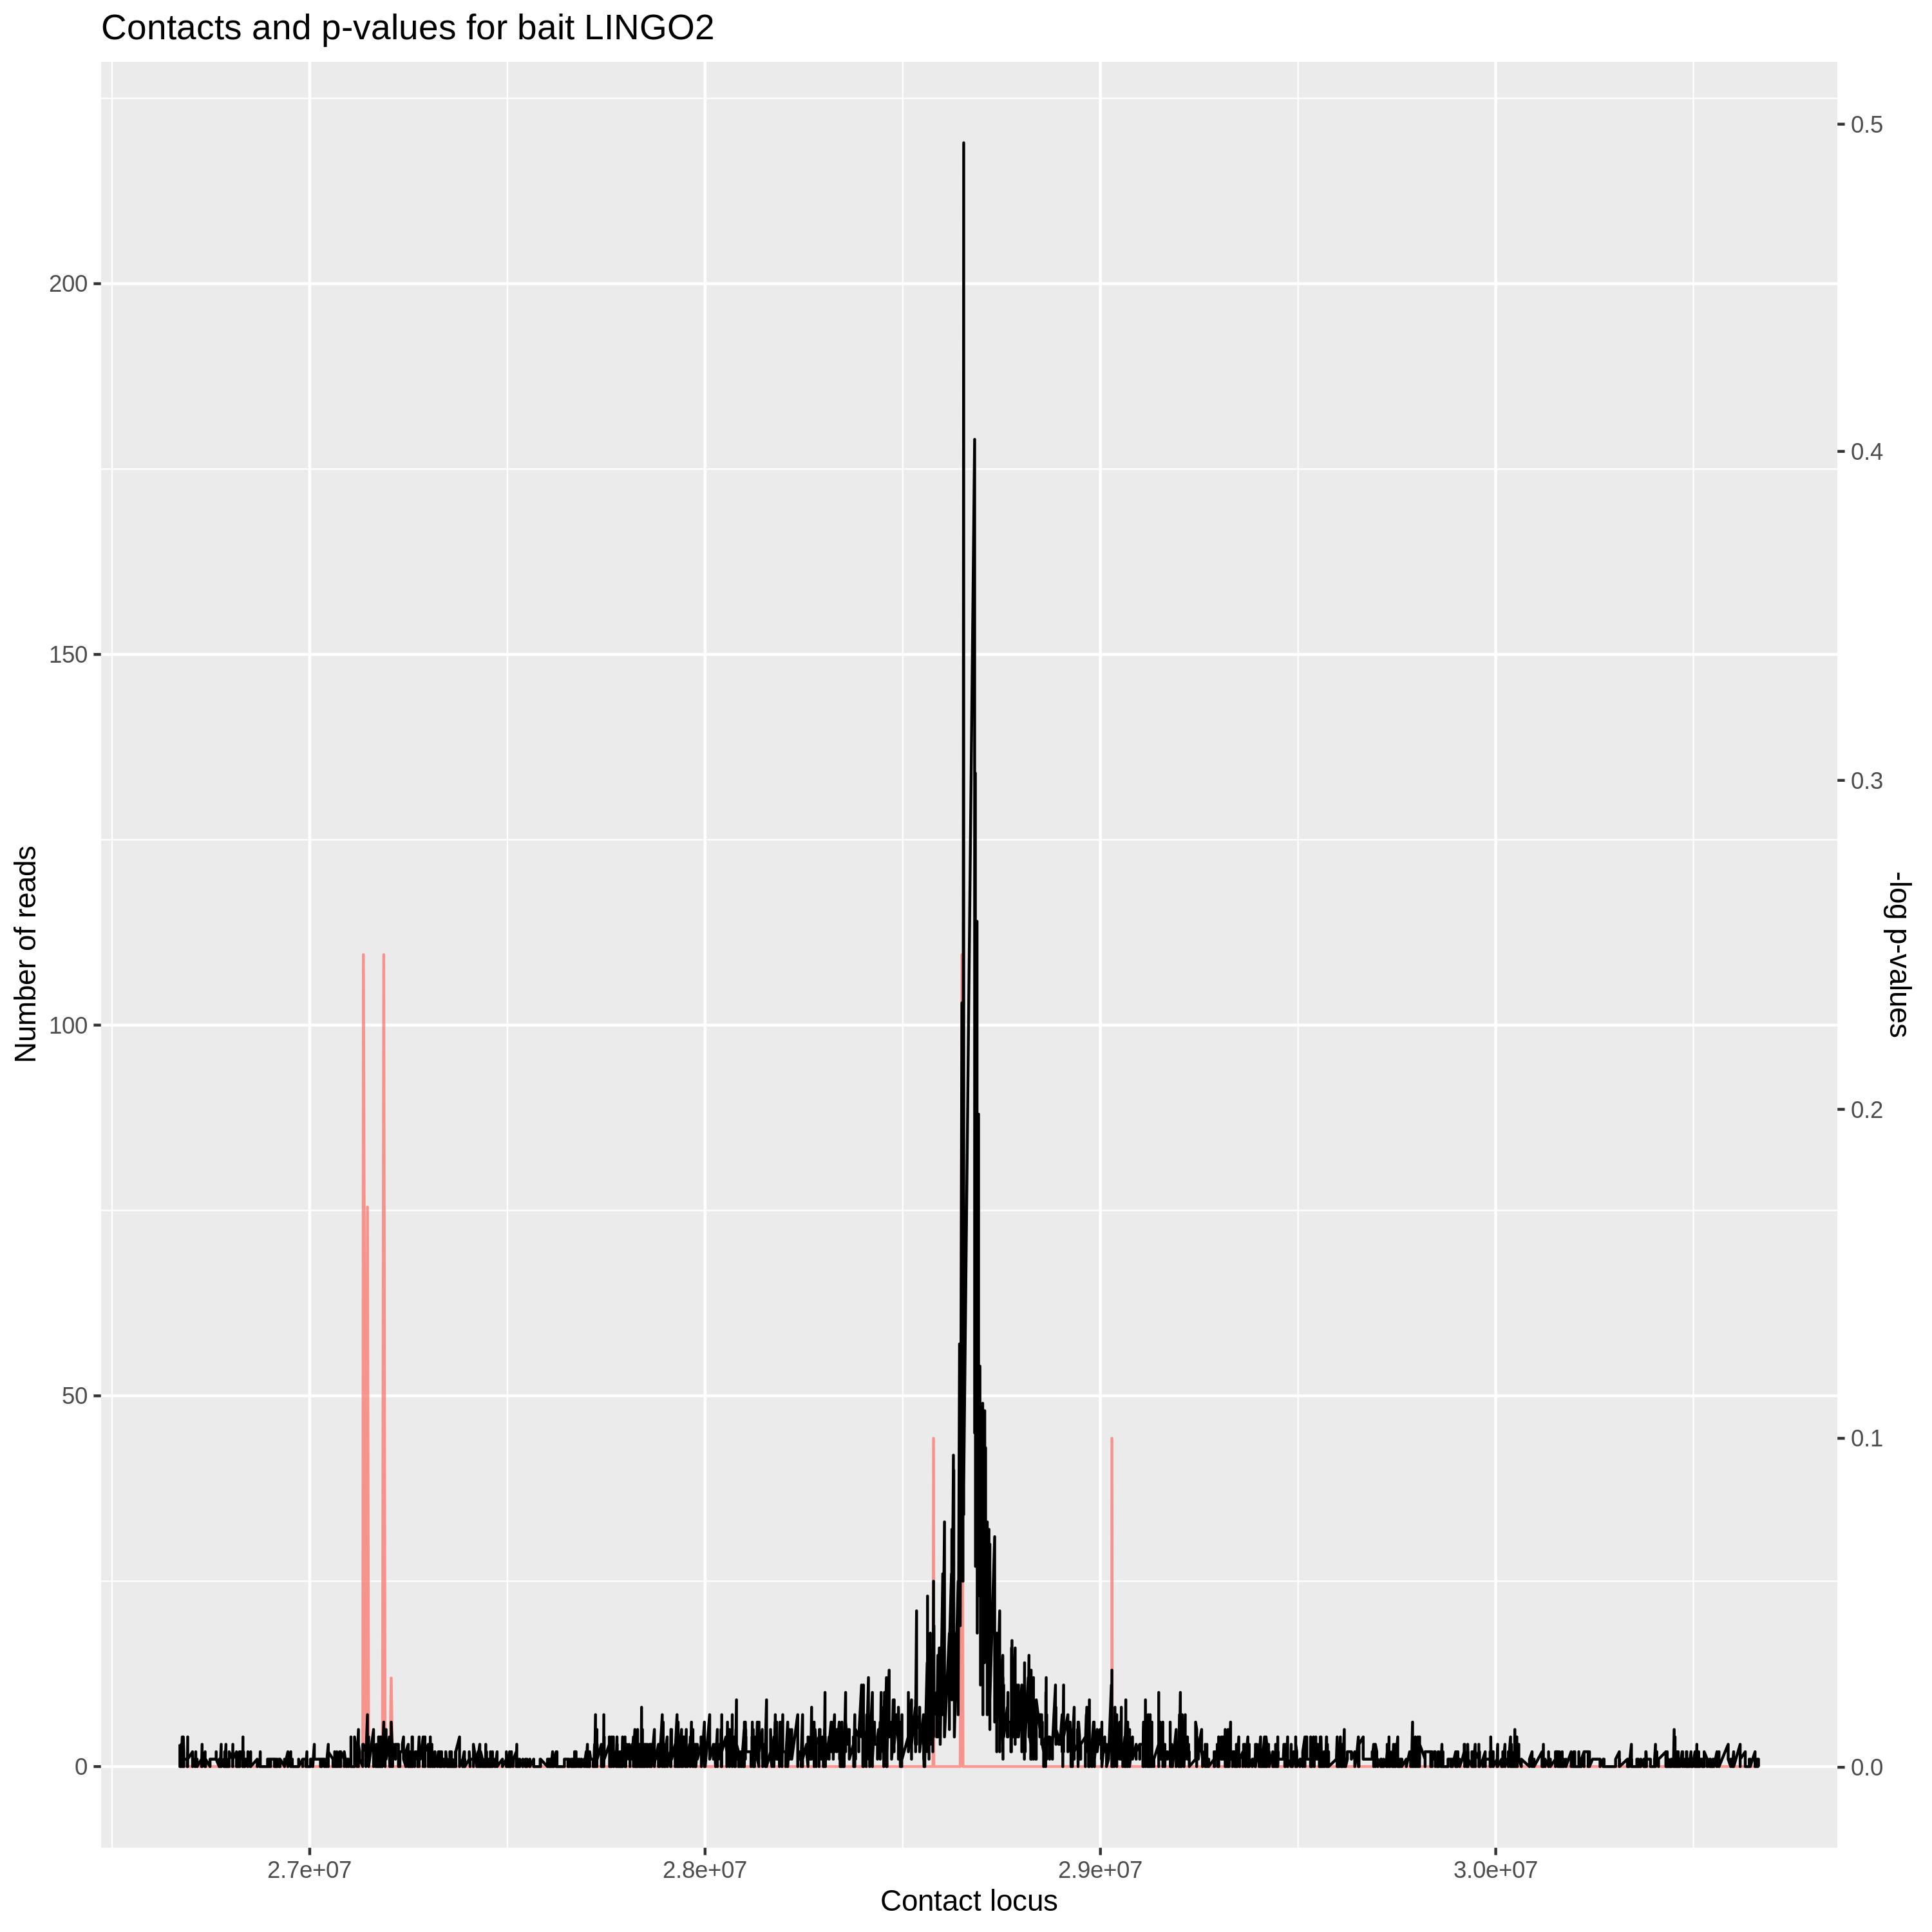 Contacts and p-values for bait LINGO2
Number of reads
200
150
100
50
0
0.5
0.4
0.3
0.2
0.1
0.0
-log p-values
2.7e+07 2.8e+07 2.9e+07 3.0e+07
Contact locus